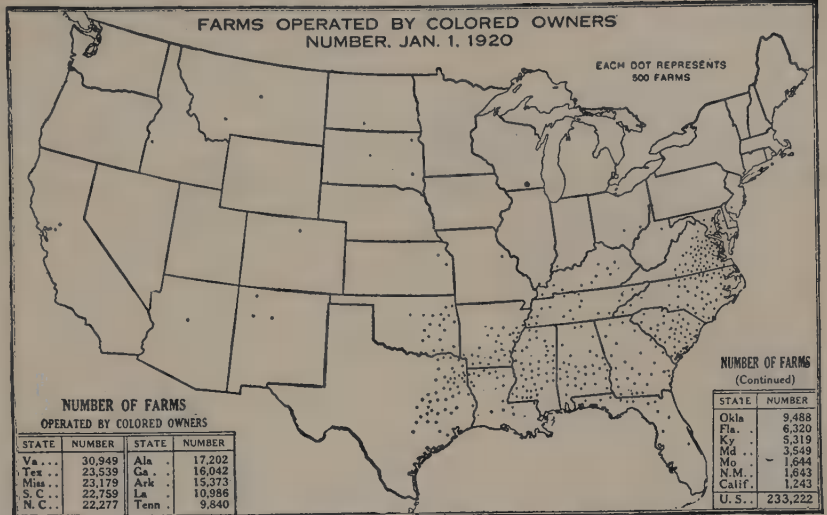 FARMS OPERATED BY COLORED OWNERS
NUMBER, JAN. 1, 1920
EACH DOT REPRESENTS
500 FARMS
NUMBER OF FARMS
OPERATED BY COLORED OWNERS
STATE NUMBER STATE NUMBER
Va... 30,949 Ala 17,202
Tex .. 23,539 Ga . . 16,042
Miss.. 23,179 Ark . 15,373
S. C .. 22,759 La . . 10,986
N. C.. 22,277 Tenn . 9,840
NUMBER OF FARMS
(Continued)
STATE NUMBER
Okla 9,488
Fla. . 6,320
Ky . . 5,319
Md . . 3,549
Mo . 1,644
N.M.. 1,643
Calif . 1,243
U.S.. 233,222